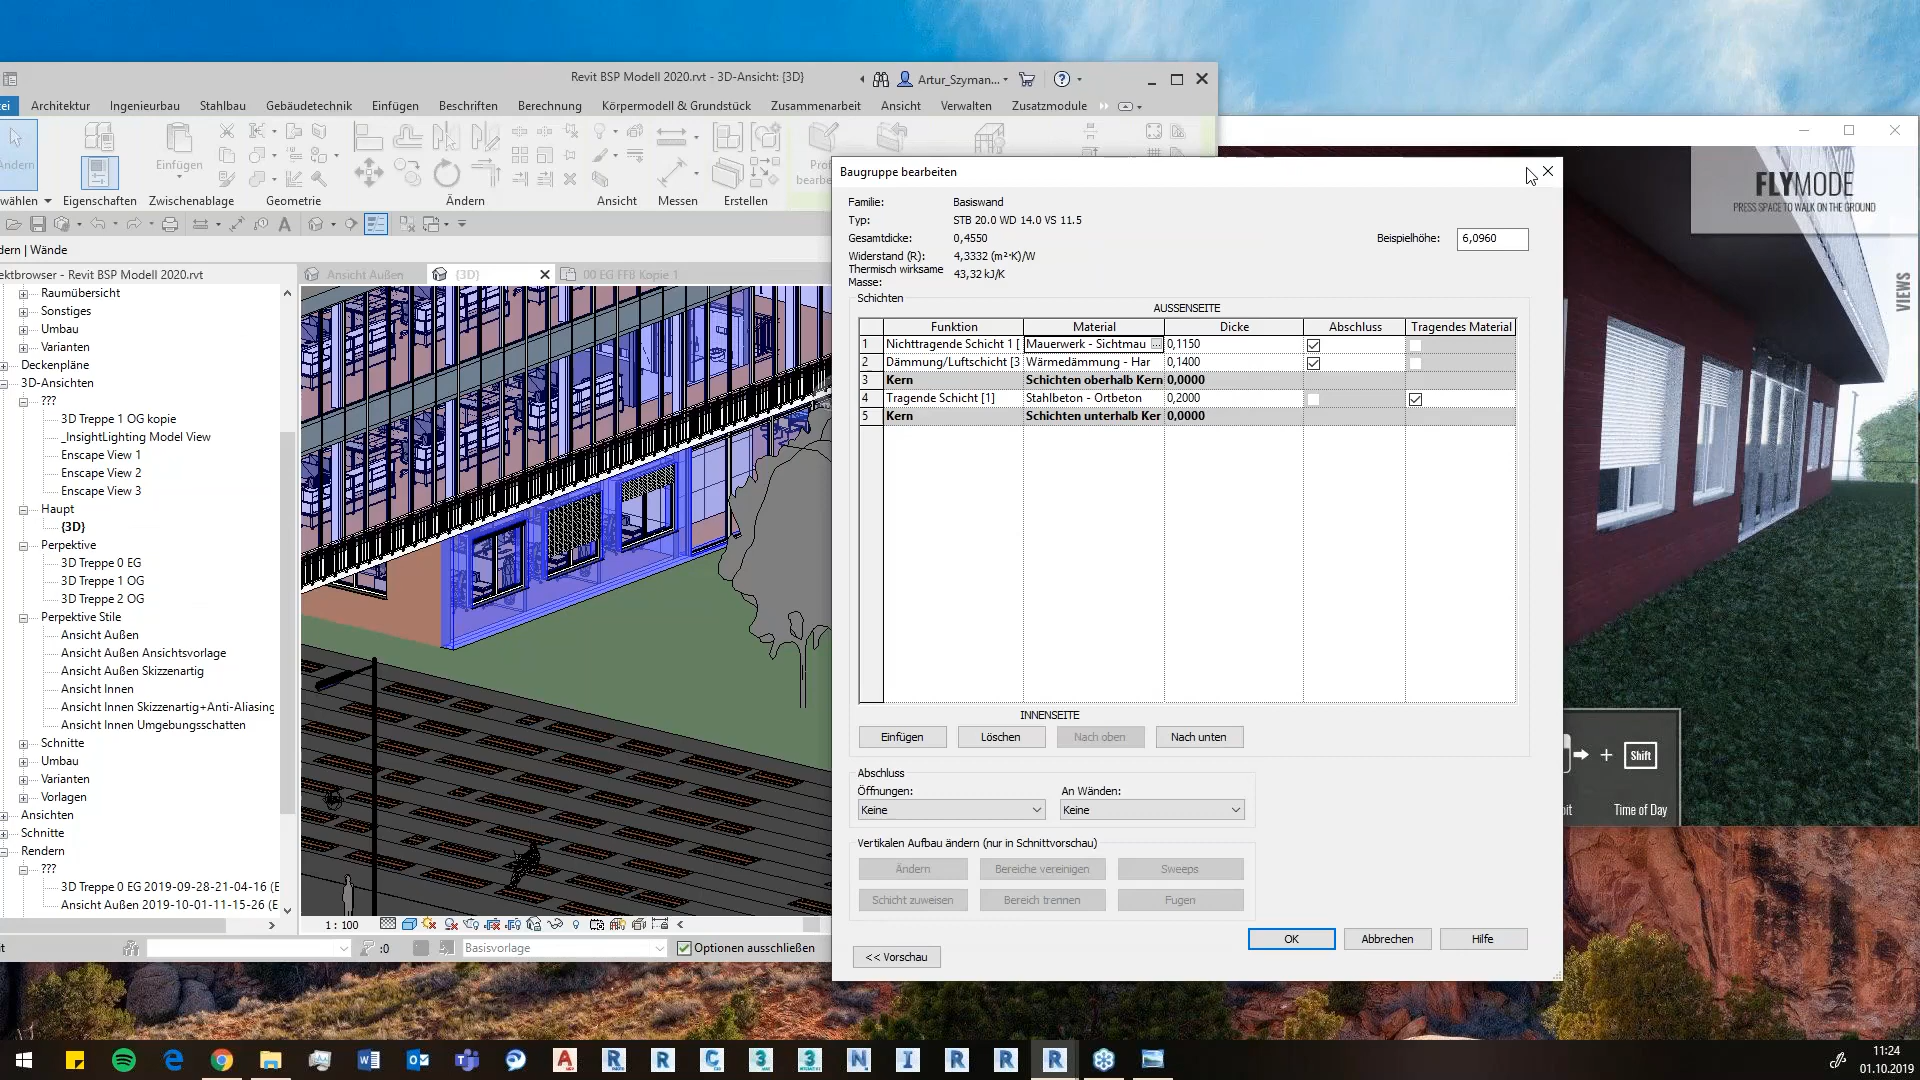 Revit BSP Modell 2020.rvt - 3D-Ansicht: {3D}
Artur_Szyman...
Architektur Ingenieurbau Stahlbau Gebäudetechnik Einfügen Beschriften Berechnung Körpermodell & Grundstück Zusammenarbeit Ansicht Verwalten Zusatzmodule
Ändern
Einfügen
Eigenschaften
Zwischenablage
Geometrie
Ändern
Ansicht
Messen
Erstellen
Wände
Revit BSP Modell 2020.rvt
Ansicht Außen
{3D}
00 EG FFB Kopie 1
Raumübersicht
Sonstiges
Umbau
Varianten
Deckenpläne
3D-Ansichten
???
3D Treppe 1 OG kopie
_InsightLighting Model View
Enscape View 1
Enscape View 2
Enscape View 3
Haupt
{3D}
Perspektive
3D Treppe 0 EG
3D Treppe 1 OG
3D Treppe 2 OG
Perspektive Stile
Ansicht Außen
Ansicht Außen Ansichtsvorlage
Ansicht Außen Skizzenartig
Ansicht Innen
Ansicht Innen Skizzenartig+Anti-Aliasing
Ansicht Innen Umgebungsschatten
Schnitte
Umbau
Varianten
Vorlagen
Ansichten
Schnitte
Rendern
???
3D Treppe 0 EG 2019-09-28-21-04-16 (E
Ansicht Außen 2019-10-01-11-15-26 (E
1 : 100
:0
Basisvorlage
Optionen ausschließen
Baugruppe bearbeiten
Familie: Basiswand
Typ: STB 20.0 WD 14.0 VS 11.5
Gesamtdicke: 0,4550
Beispielhöhe: 6,0960
Widerstand (R): 4,3332 (m²·K)/W
Thermisch wirksame Masse: 43,32 kJ/K
Schichten
AUSSENSEITE
Funktion Material Dicke Abschluss Tragendes Material
1 Nichttragende Schicht 1 [ Mauerwerk - Sichtmau ... 0,1150
2 Dämmung/Luftschicht [3 Wärmedämmung - Har 0,1400
3 Kern Schichten oberhalb Kern 0,0000
4 Tragende Schicht [1] Stahlbeton - Ortbeton 0,2000
5 Kern Schichten unterhalb Ker 0,0000
INNENSEITE
Einfügen Löschen Nach oben Nach unten
Abschluss
Öffnungen: An Wänden:
Keine Keine
Vertikalen Aufbau ändern (nur in Schnittvorschau)
Ändern Bereiche vereinigen Sweeps
Schicht zuweisen Bereich trennen Fugen
OK Abbrechen Hilfe
<< Vorschau
FLYMODE
PRESS SPACE TO WALK ON THE GROUND
VIEWS
+ Shift
Time of Day
11:24
01.10.2019